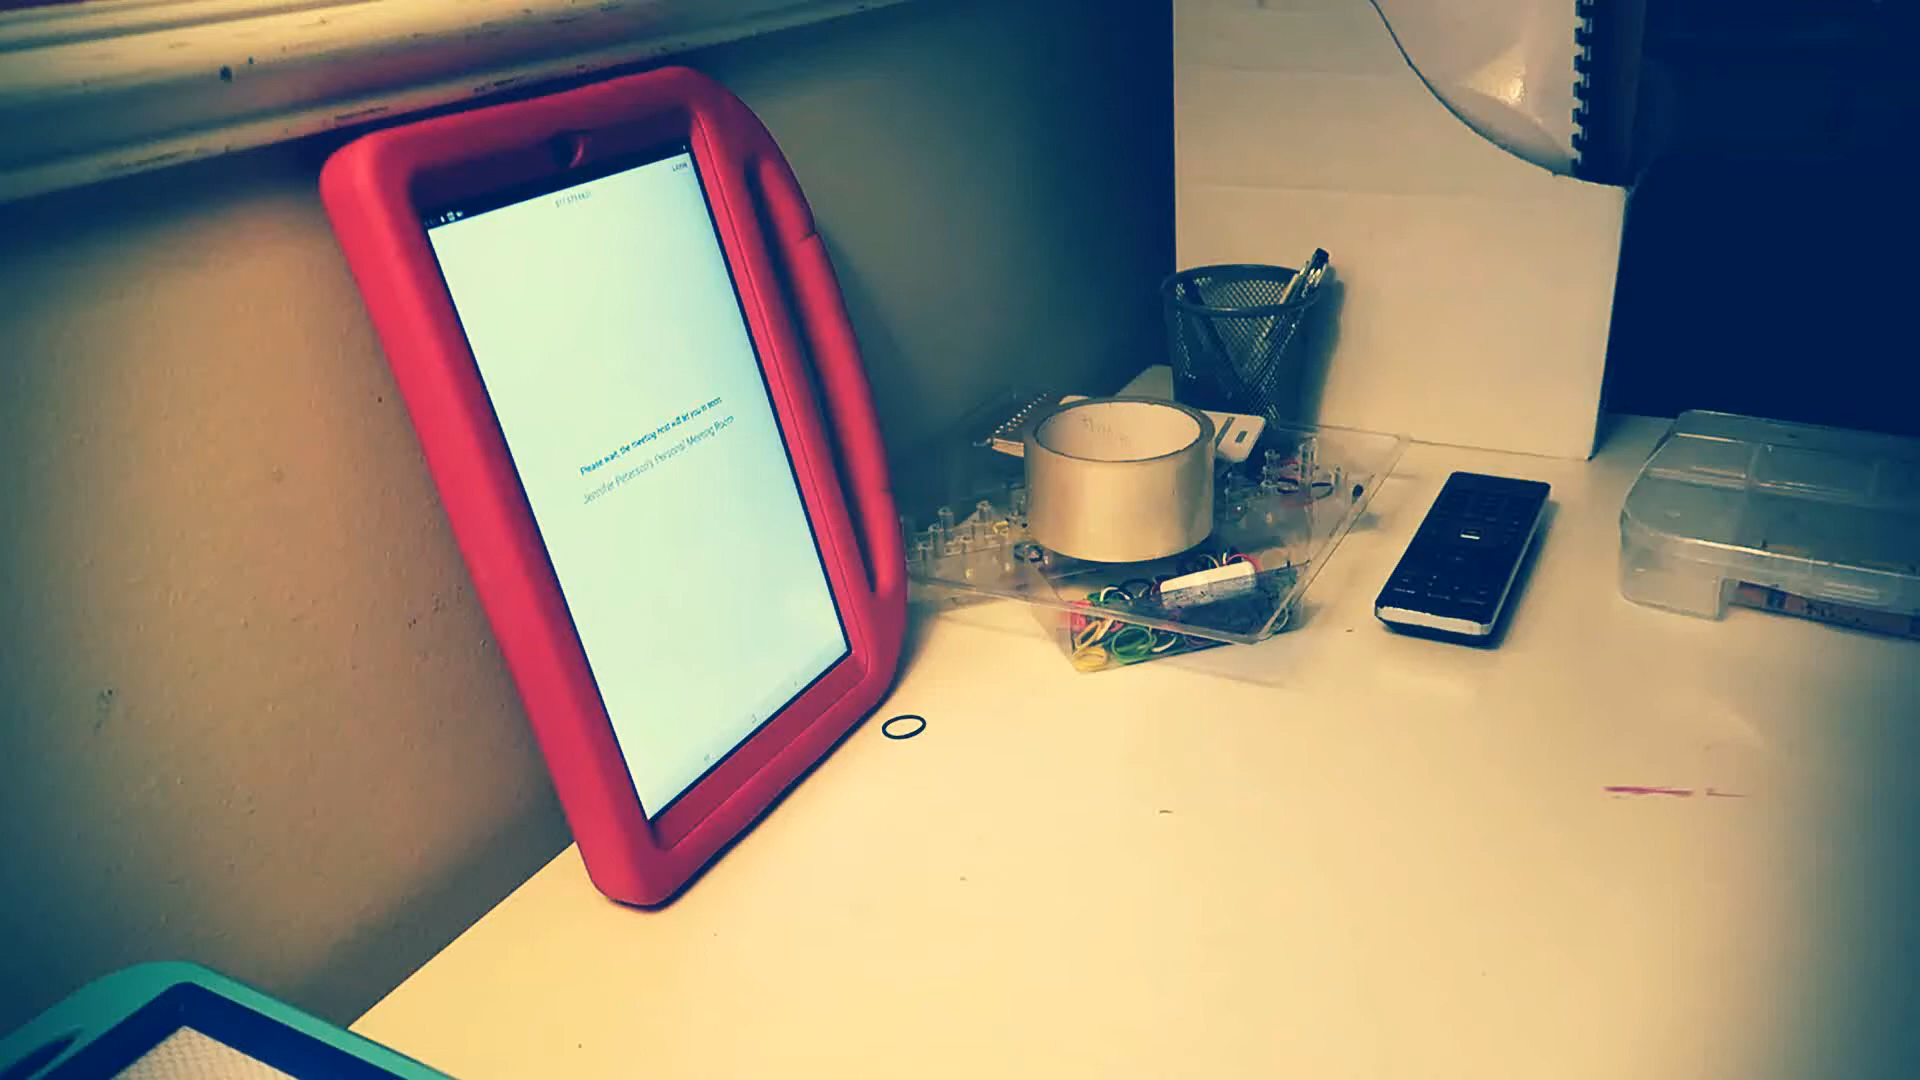 Please wait, the meeting host will let you in soon.
Jennifer Peterson's Personal Meeting Room